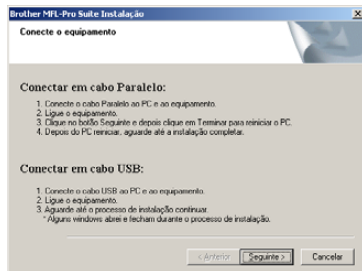 Brother MFL-Pro Suite Instalação
Conecte o equipamento
Conectar em cabo Paralelo:
1. Conecte o cabo Paralelo ao PC e ao equipamento.
2. Ligue o equipamento.
3. Clique no botão Seguinte e depois clique em Terminar para reiniciar o PC.
4. Depois do PC reiniciar, aguarde até a instalação completar.
Conectar em cabo USB:
1. Conecte o cabo USB ao PC e ao equipamento.
2. Ligue o equipamento.
3. Aguarde até o processo de instalação continuar.
* Alguns windows abrei e fecham durante o processo de instalação.
< Anterior
Seguinte >
Cancelar